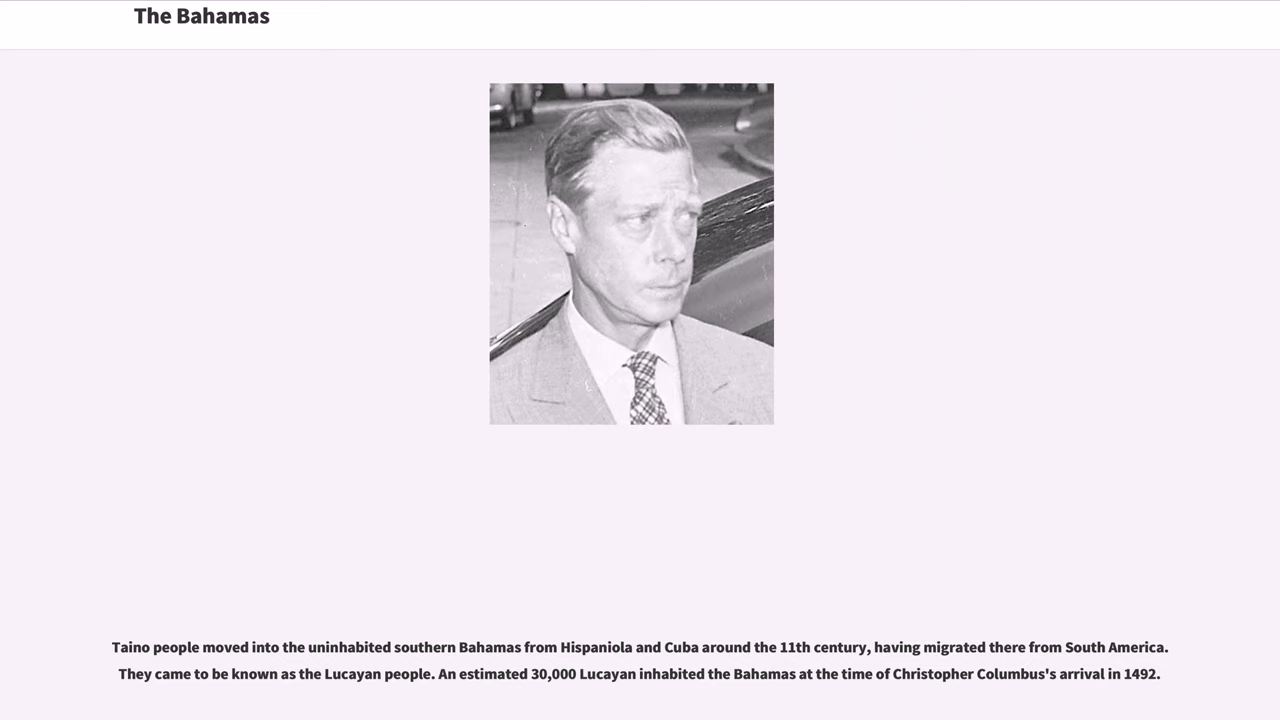 The Bahamas
Taino people moved into the uninhabited southern Bahamas from Hispaniola and Cuba around the 11th century, having migrated there from South America.
They came to be known as the Lucayan people. An estimated 30,000 Lucayan inhabited the Bahamas at the time of Christopher Columbus's arrival in 1492.